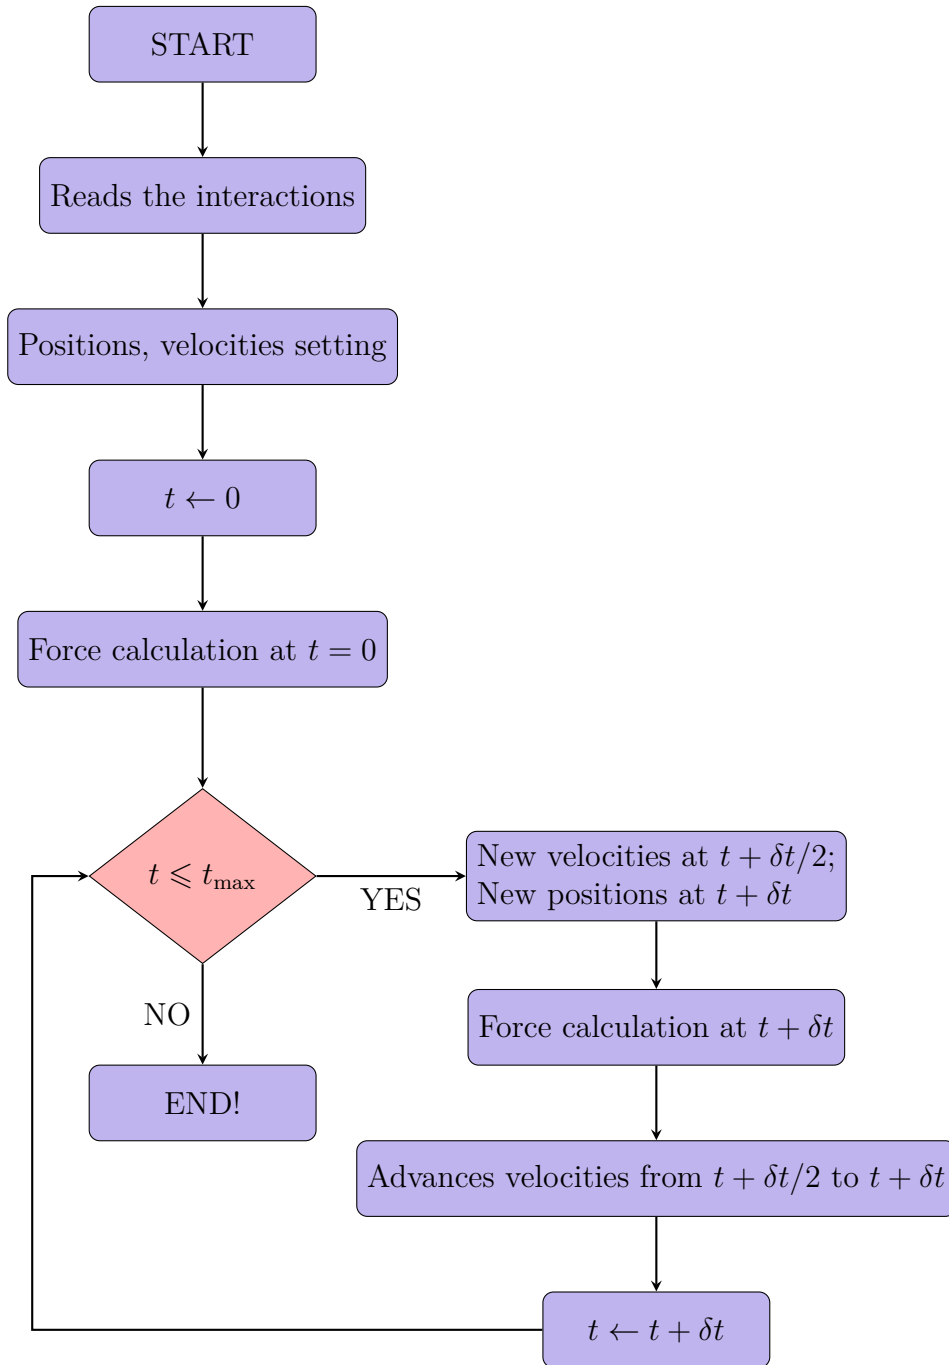 START
Reads the interactions
Positions, velocities setting
t ← 0
Force calculation at t = 0
t ⩽ t_max
YES
New velocities at t + δt/2;
New positions at t + δt
Force calculation at t + δt
NO
END!
Advances velocities from t + δt/2 to t + δt
t ← t + δt